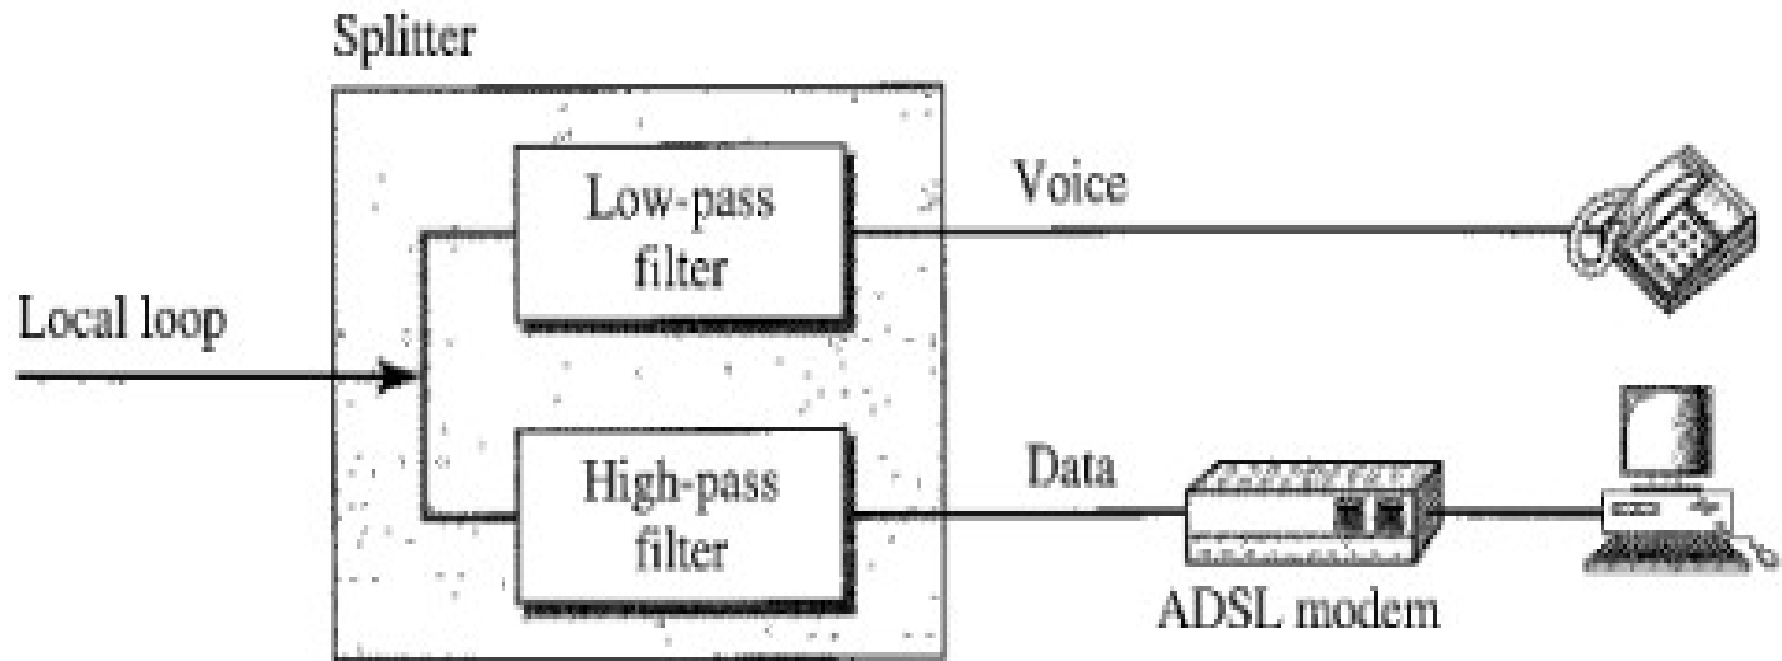 Splitter
Low-pass
filter
Voice
Local loop
High-pass
filter
Data
ADSL modem